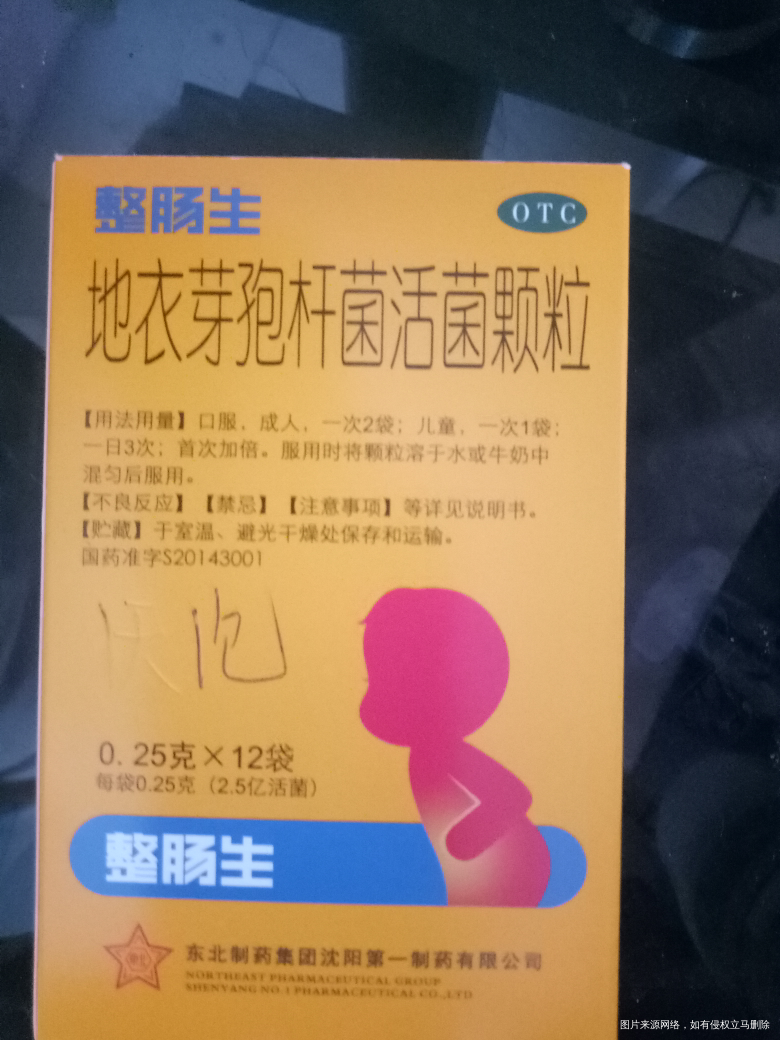 整肠生
OTC
地衣芽孢杆菌活菌颗粒
【用法用量】口服，成人，一次2袋；儿童，一次1袋；
一日3次；首次加倍。服用时将颗粒溶于水或牛奶中
混匀后服用。
【不良反应】【禁忌】【注意事项】等详见说明书。
【贮藏】于室温、避光干燥处保存和运输。
国药准字S20143001
0.25克×12袋
每袋0.25克（2.5亿活菌）
整肠生
东北制药集团沈阳第一制药有限公司
NORTHEAST PHARMACEUTICAL GROUP
SHENYANG NO.1 PHARMACEUTICAL CO.,LTD
图片来源网络，如有侵权立马删除